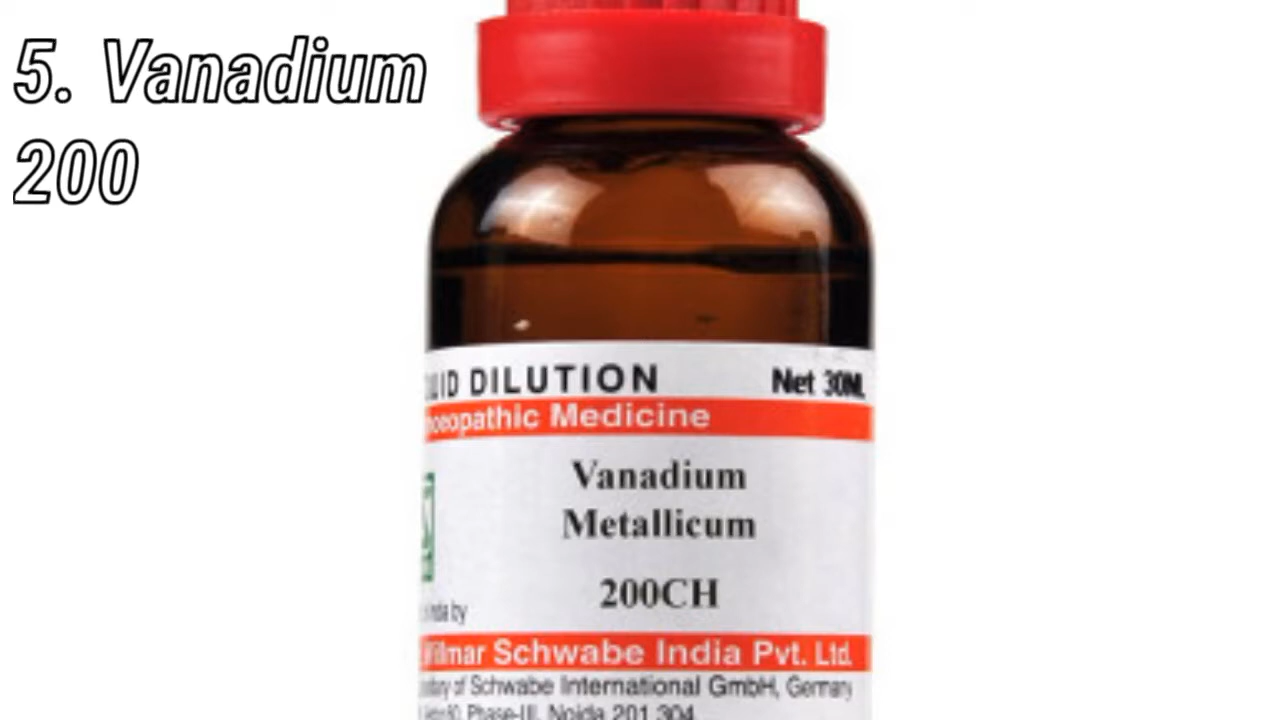 5. Vanadium
200
DILUTION Net 30ML
Medicine
Vanadium
Metallicum
200CH
by
Schwabe India Pvt. Ltd.
of Schwabe International GmbH, Germany
Phase-III, Noida 201 304